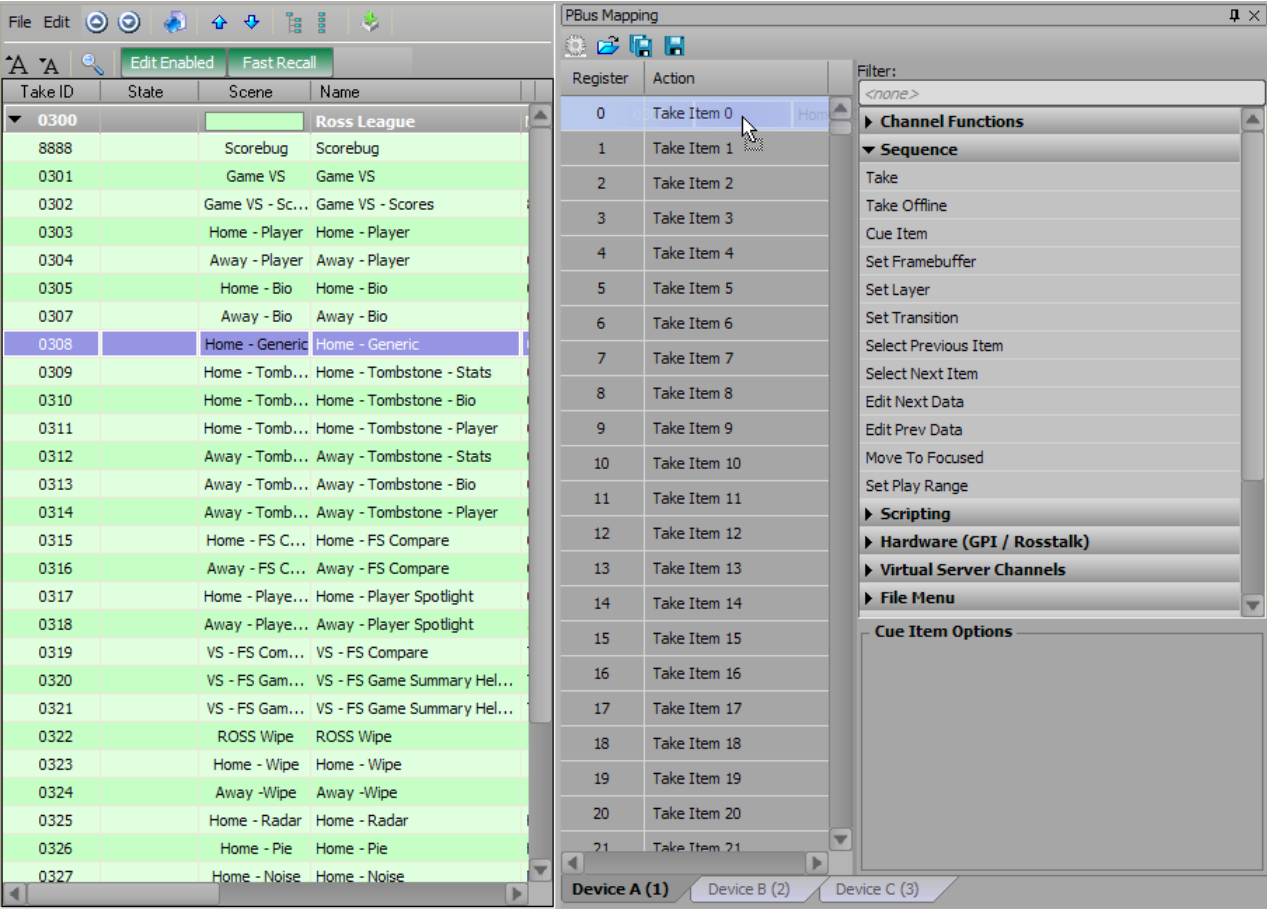 File Edit
A A Edit Enabled Fast Recall
Take ID State Scene Name
0300 Ross League
8888 Scorebug Scorebug
0301 Game VS Game VS
0302 Game VS - Sc... Game VS - Scores
0303 Home - Player Home - Player
0304 Away - Player Away - Player
0305 Home - Bio Home - Bio
0307 Away - Bio Away - Bio
0308 Home - Generic Home - Generic
0309 Home - Tomb... Home - Tombstone - Stats
0310 Home - Tomb... Home - Tombstone - Bio
0311 Home - Tomb... Home - Tombstone - Player
0312 Away - Tomb... Away - Tombstone - Stats
0313 Away - Tomb... Away - Tombstone - Bio
0314 Away - Tomb... Away - Tombstone - Player
0315 Home - FS C... Home - FS Compare
0316 Away - FS C... Away - FS Compare
0317 Home - Playe... Home - Player Spotlight
0318 Away - Playe... Away - Player Spotlight
0319 VS - FS Com... VS - FS Compare
0320 VS - FS Gam... VS - FS Game Summary Hel...
0321 VS - FS Gam... VS - FS Game Summary Hel...
0322 ROSS Wipe ROSS Wipe
0323 Home - Wipe Home - Wipe
0324 Away -Wipe Away -Wipe
0325 Home - Radar Home - Radar
0326 Home - Pie Home - Pie
0327 Home - Noise Home - Noise
PBus Mapping
Register Action
0 Take Item 0 Hom
1 Take Item 1
2 Take Item 2
3 Take Item 3
4 Take Item 4
5 Take Item 5
6 Take Item 6
7 Take Item 7
8 Take Item 8
9 Take Item 9
10 Take Item 10
11 Take Item 11
12 Take Item 12
13 Take Item 13
14 Take Item 14
15 Take Item 15
16 Take Item 16
17 Take Item 17
18 Take Item 18
19 Take Item 19
20 Take Item 20
21 Take Item 21
Filter:
<none>
Channel Functions
Sequence
Take
Take Offline
Cue Item
Set Framebuffer
Set Layer
Set Transition
Select Previous Item
Select Next Item
Edit Next Data
Edit Prev Data
Move To Focused
Set Play Range
Scripting
Hardware (GPI / Rosstalk)
Virtual Server Channels
File Menu
Cue Item Options
Device A (1) Device B (2) Device C (3)